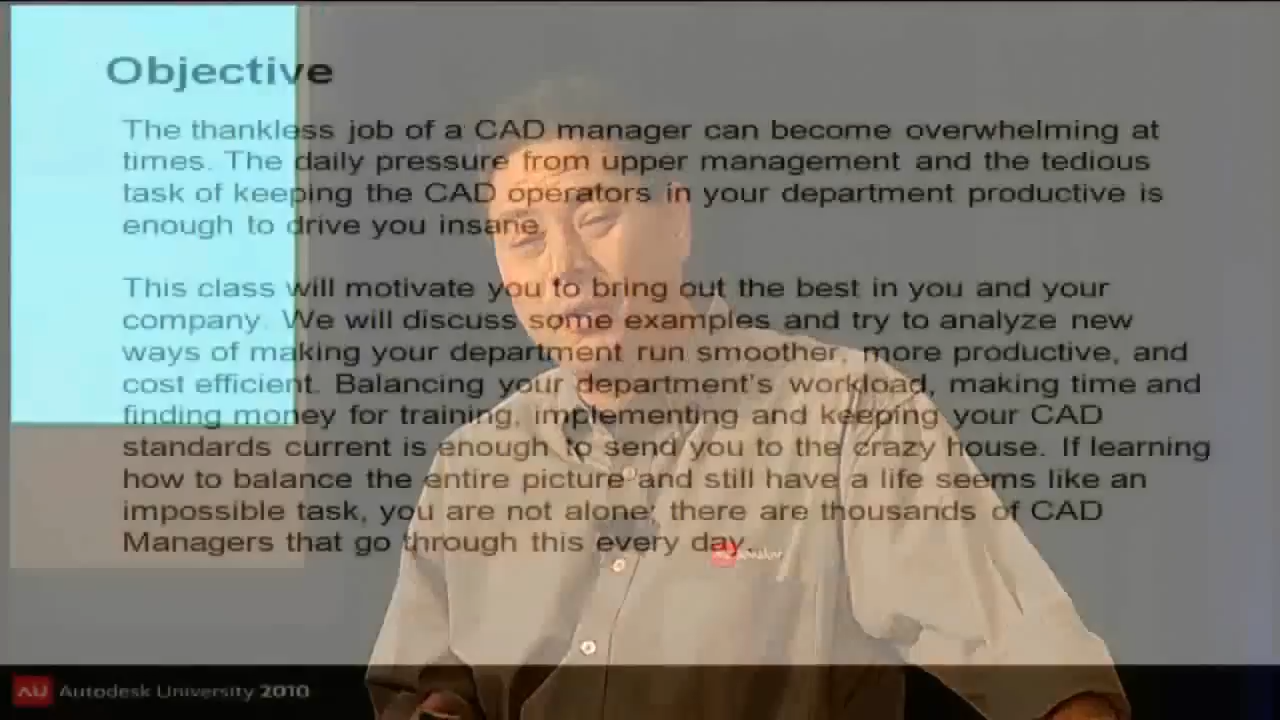 Objective
The thankless job of a CAD manager can become overwhelming at
times. The daily pressure from upper management and the tedious
task of keeping the CAD operators in your department productive is
enough to drive you insane.
This class will motivate you to bring out the best in you and your
company. We will discuss some examples and try to analyze new
ways of making your department run smoother, more productive, and
cost efficient. Balancing your department's workload, making time and
finding money for training, implementing and keeping your CAD
standards current is enough to send you to the crazy house. If learning
how to balance the entire picture and still have a life seems like an
impossible task, you are not alone; there are thousands of CAD
Managers that go through this every day.
AU Autodesk University 2010